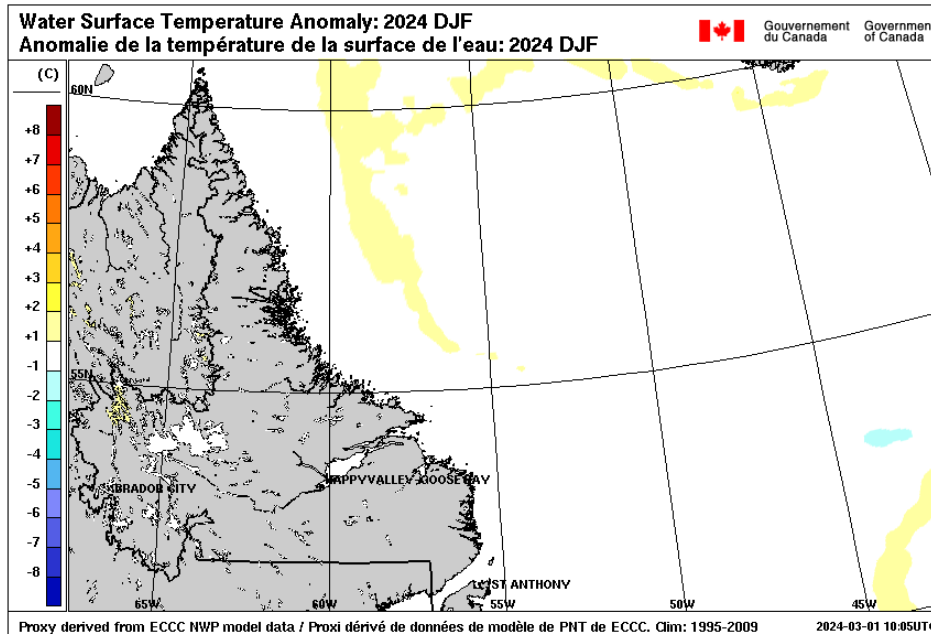 Water Surface Temperature Anomaly: 2024 DJF
Anomalie de la température de la surface de l'eau: 2024 DJF
Gouvernement du Canada
Government of Canada
(C)
+8
+7
+6
+5
+4
+3
+2
+1
-1
-2
-3
-4
-5
-6
-7
-8
60N
55N
BRADOR CITY
HAPPYVALLEY-GOOSEBAY
ST ANTHONY
65W
60W
55W
50W
45W
Proxy derived from ECCC NWP model data / Proxi dérivé de données de modèle de PNT de ECCC. Clim: 1995-2009
2024-03-01 10:05UTC